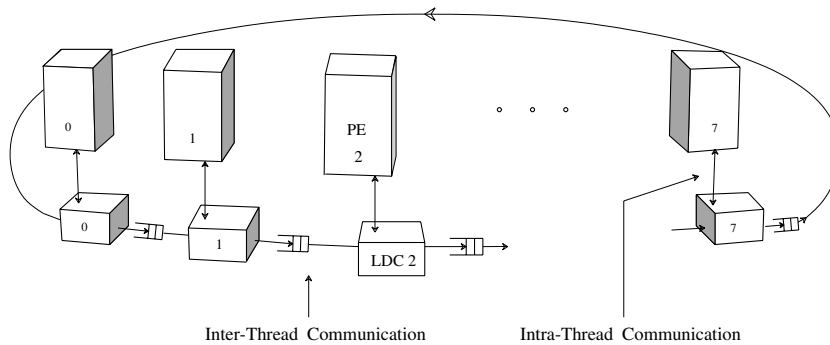 0
1
PE
2
7
0
1
LDC 2
7
Inter-Thread Communication
Intra-Thread Communication